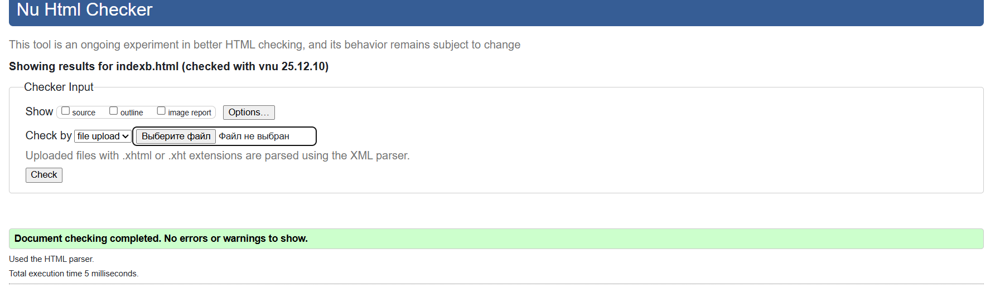 Nu Html Checker
This tool is an ongoing experiment in better HTML checking, and its behavior remains subject to change
Showing results for indexb.html (checked with vnu 25.12.10)
Checker Input
Show source outline image report Options...
Check by file upload Выберите файл Файл не выбран
Uploaded files with .xhtml or .xht extensions are parsed using the XML parser.
Check
Document checking completed. No errors or warnings to show.
Used the HTML parser.
Total execution time 5 milliseconds.